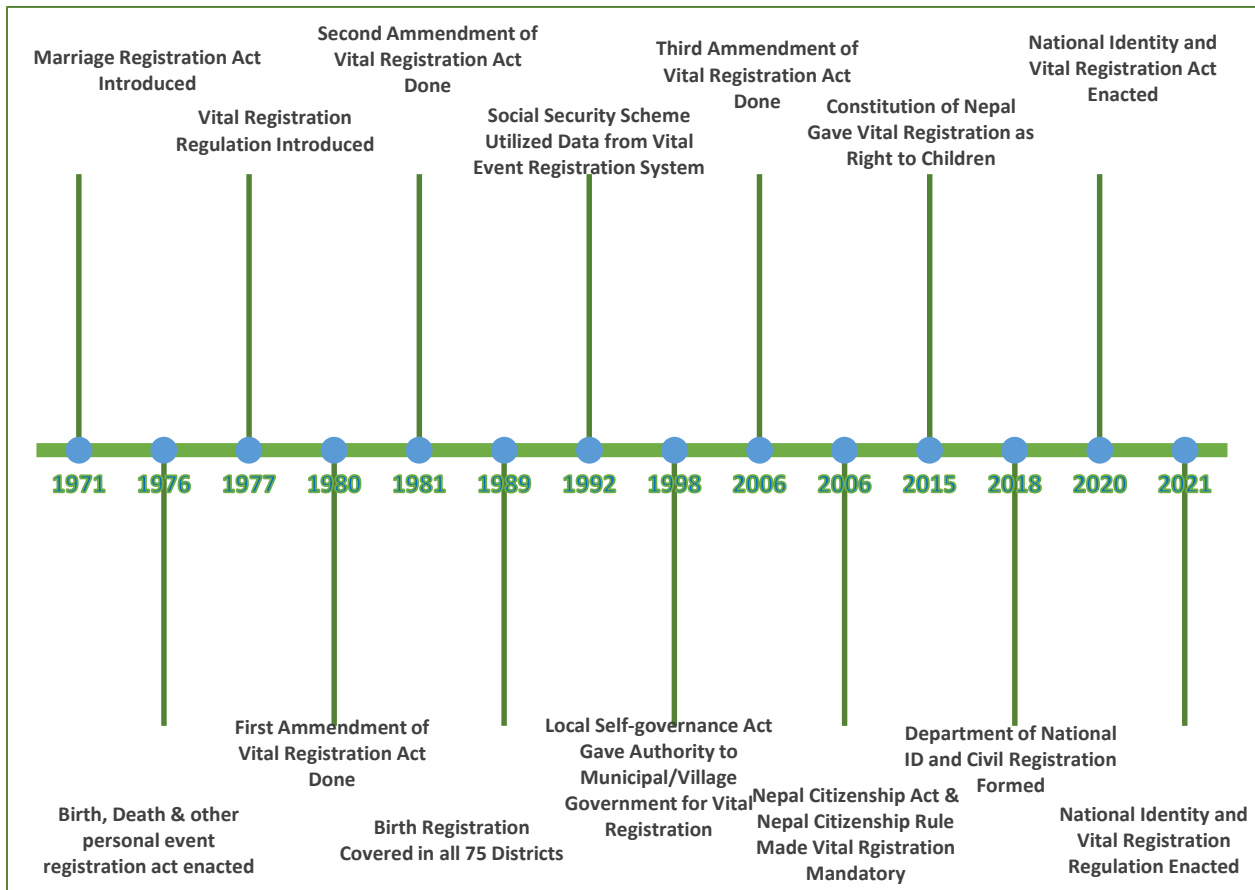 Marriage Registration Act
Introduced
Vital Registration
Regulation Introduced
Second Ammendment of
Vital Registration Act
Done
Social Security Scheme
Utilized Data from Vital
Event Registration System
Third Ammendment of
Vital Registration Act
Done
Constitution of Nepal
Gave Vital Registration as
Right to Children
National Identity and
Vital Registration Act
Enacted
1971 1976 1977 1980 1981 1989 1992 1998 2006 2006 2015 2018 2020 2021
Birth, Death & other
personal event
registration act enacted
First Ammendment of
Vital Registration Act
Done
Birth Registration
Covered in all 75 Districts
Local Self-governance Act
Gave Authority to
Municipal/Village
Government for Vital
Registration
Nepal Citizenship Act &
Nepal Citizenship Rule
Made Vital Rgistration
Mandatory
Department of National
ID and Civil Registration
Formed
National Identity and
Vital Registration
Regulation Enacted